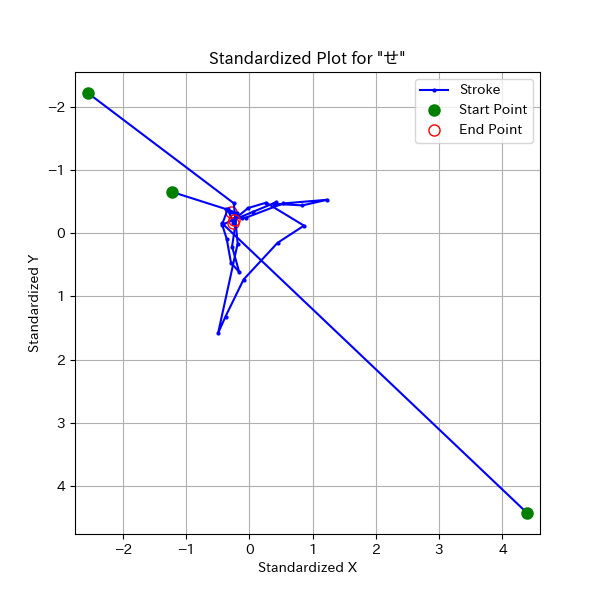 Standardized Plot for "せ"
Stroke
Start Point
End Point
−2
−1
0
1
2
3
4
Standardized Y
−2 −1 0 1 2 3 4
Standardized X